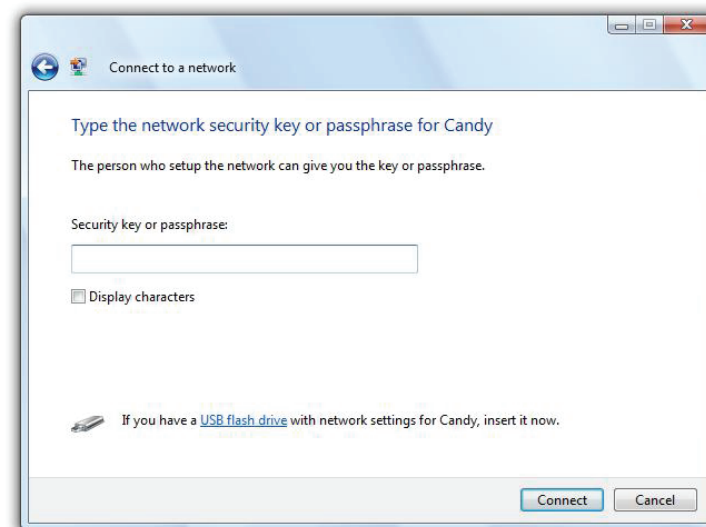 Connect to a network
Type the network security key or passphrase for Candy
The person who setup the network can give you the key or passphrase.
Security key or passphrase:
Display characters
If you have a USB flash drive with network settings for Candy, insert it now.
Connect Cancel